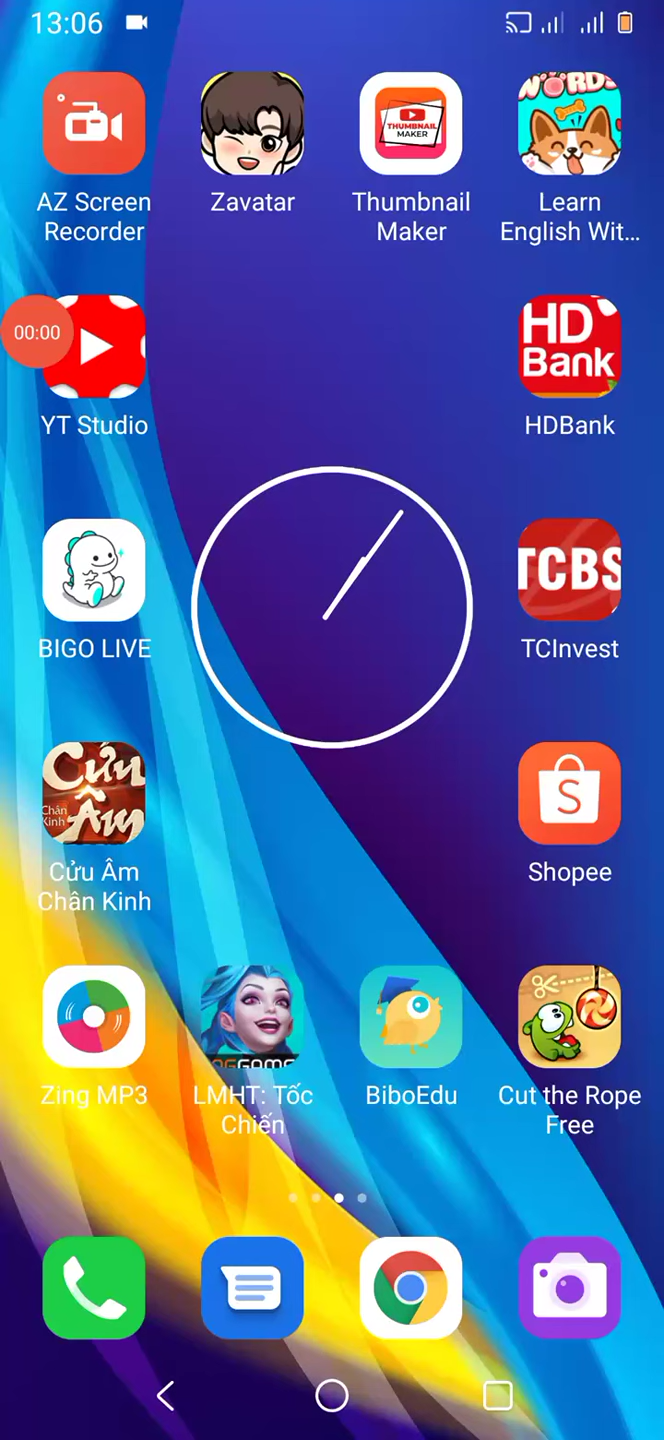 13:06
WORDS
THUMBNAIL
MAKER
AZ Screen
Recorder
Zavatar
Thumbnail
Maker
Learn
English Wit...
00:00
HD
Bank
YT Studio
HDBank
TCBS
BIGO LIVE
TCInvest
Cửu
Chân
Kinh
Âm
S
Cửu Âm
Chân Kinh
Shopee
Zing MP3
LMHT: Tốc
Chiến
BiboEdu
Cut the Rope
Free